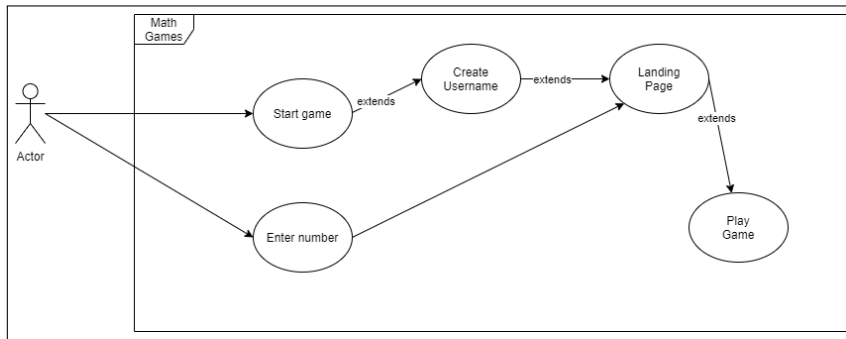 Math
Games
Create
Username
Landing
Page
extends
extends
Start game
extends
Actor
Enter number
Play
Game